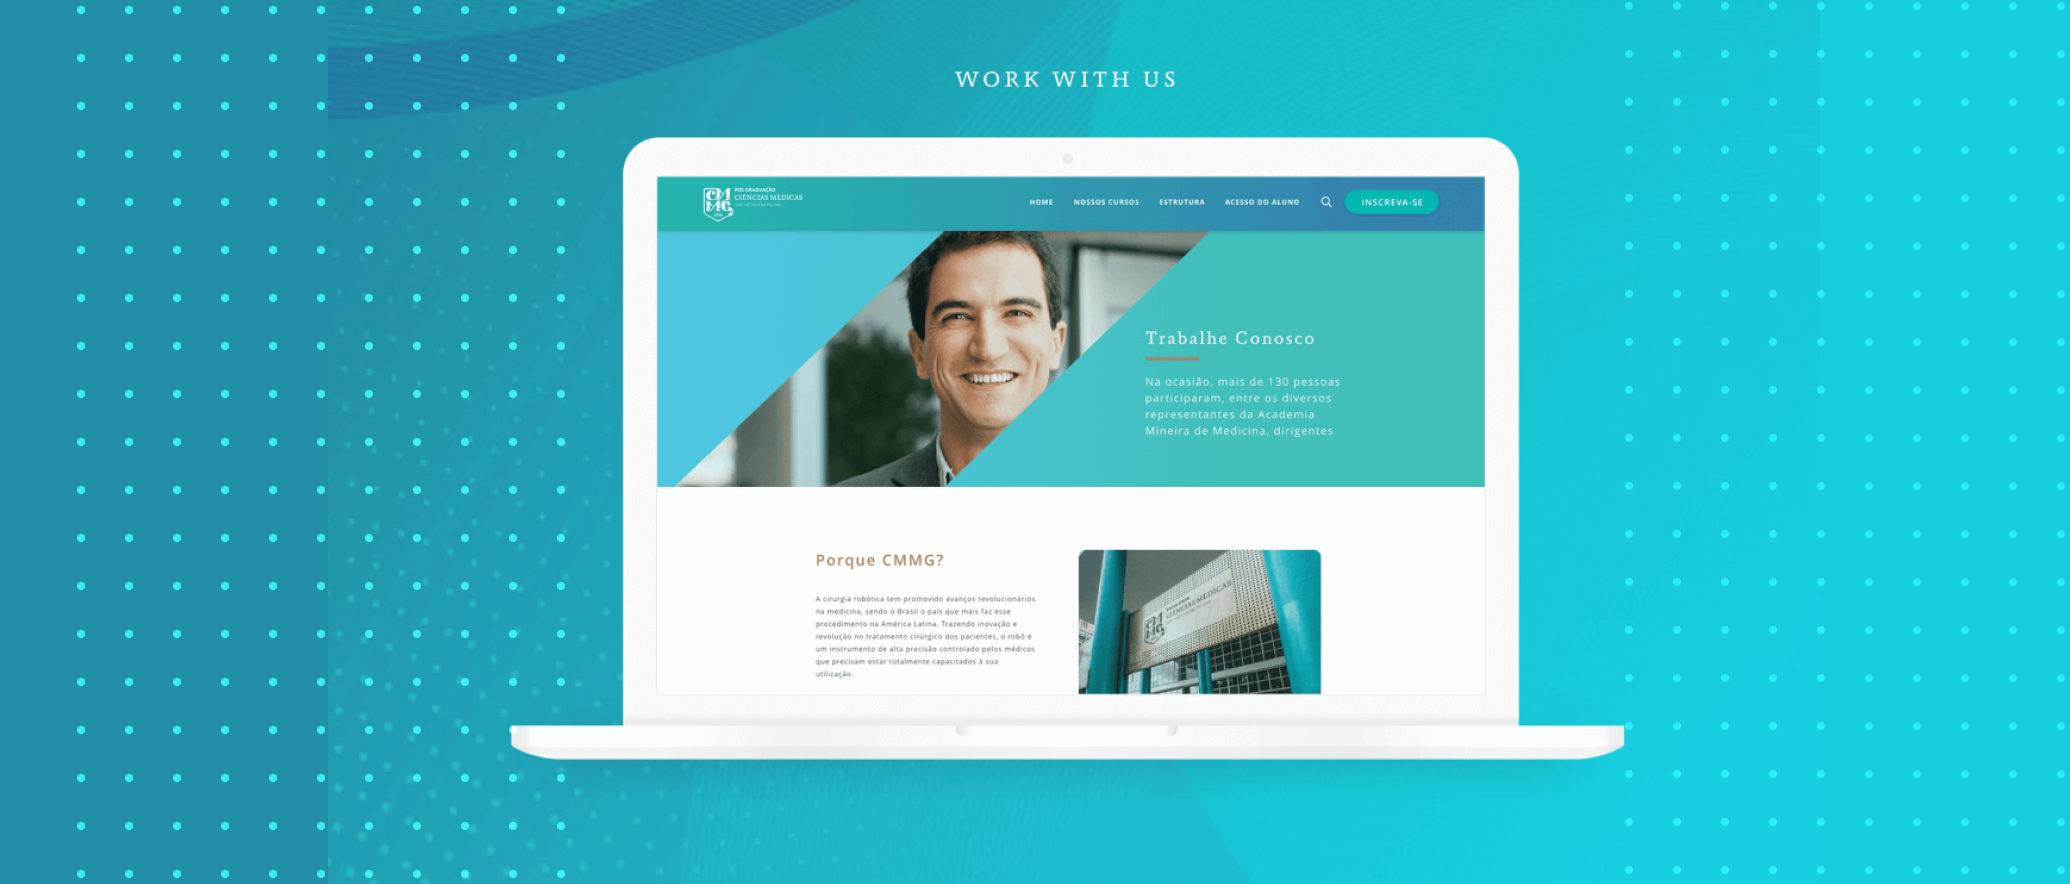 WORK WITH US
CMMG
PÓS-GRADUAÇÃO
CIÊNCIAS MÉDICAS
HOME
NOSSOS CURSOS
ESTRUTURA
ACESSO DO ALUNO
INSCREVA-SE
Trabalhe Conosco
Na ocasião, mais de 130 pessoas
participaram, entre os diversos
representantes da Academia
Mineira de Medicina, dirigentes
Porque CMMG?
A cirurgia robótica tem promovido avanços revolucionários
na medicina, sendo o Brasil o país que mais faz esse
procedimento na América Latina. Trazendo inovação e
revolução no tratamento cirúrgico dos pacientes, o robô é
um instrumento de alta precisão controlado pelos médicos
que precisam estar totalmente capacitados à sua
utilização.
CMMG
CIÊNCIAS MÉDICAS